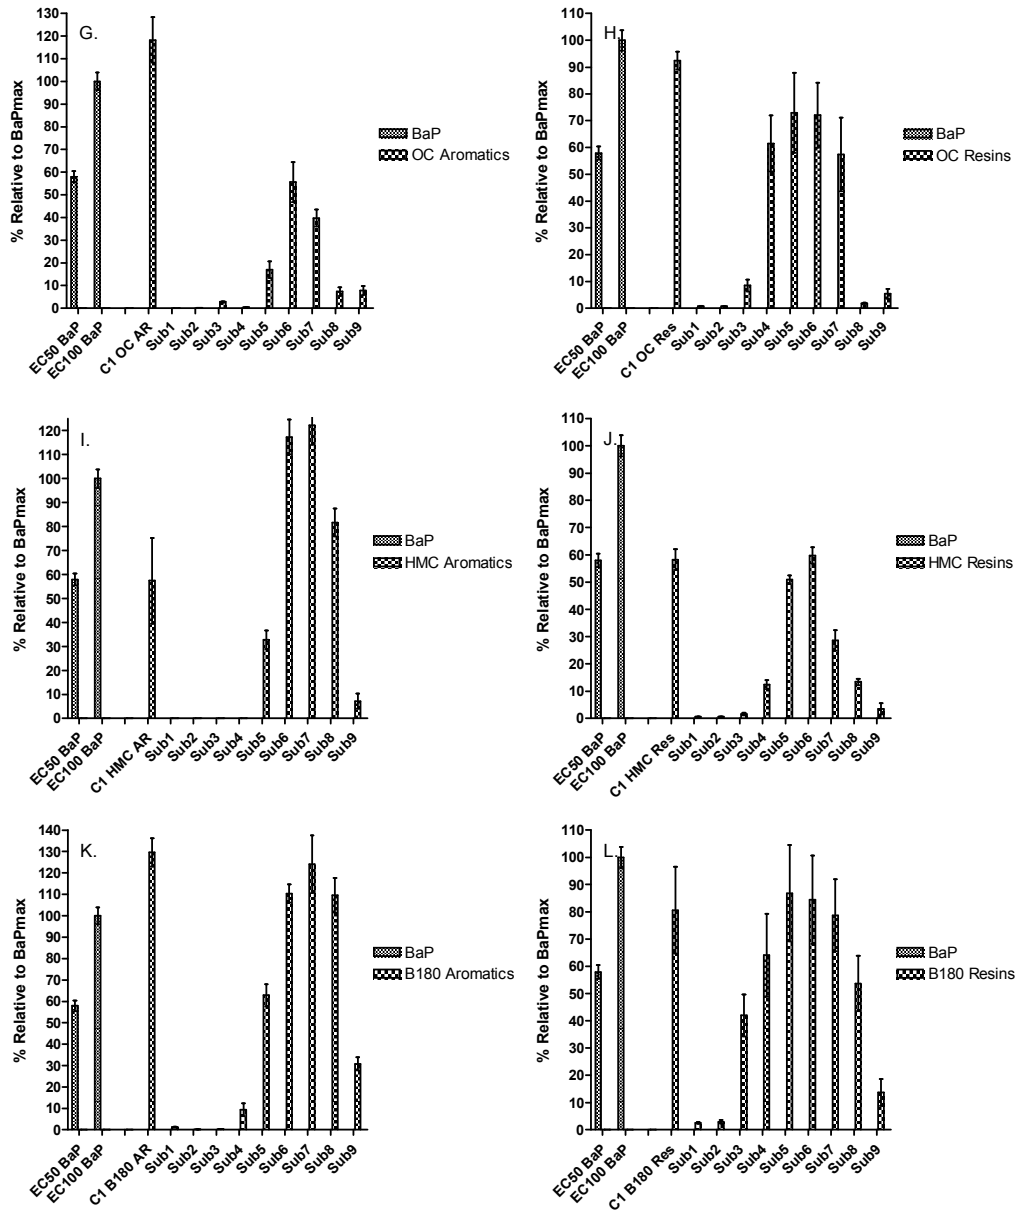 G.
% Relative to BaPmax
130
120
110
100
90
80
70
60
50
40
30
20
10
0
EC50 BaP
EC100 BaP
C1 OC AR
Sub1
Sub2
Sub3
Sub4
Sub5
Sub6
Sub7
Sub8
Sub9
BaP
OC Aromatics
H.
% Relative to BaPmax
110
100
90
80
70
60
50
40
30
20
10
0
EC50 BaP
EC100 BaP
C1 OC Res
Sub1
Sub2
Sub3
Sub4
Sub5
Sub6
Sub7
Sub8
Sub9
BaP
OC Resins
I.
% Relative to BaPmax
120
100
90
80
70
60
50
40
30
20
10
0
EC50 BaP
EC100 BaP
C1 HMC AR
Sub1
Sub2
Sub3
Sub4
Sub5
Sub6
Sub7
Sub8
Sub9
BaP
HMC Aromatics
J.
% Relative to BaPmax
110
100
90
80
70
60
50
40
30
20
10
0
EC50 BaP
EC100 BaP
C1 HMC Res
Sub1
Sub2
Sub3
Sub4
Sub5
Sub6
Sub7
Sub8
Sub9
BaP
HMC Resins
K.
% Relative to BaPmax
140
130
120
110
100
90
80
70
60
50
40
30
20
10
0
EC50 BaP
EC100 BaP
C1 B180 AR
Sub1
Sub2
Sub3
Sub4
Sub5
Sub6
Sub7
Sub8
Sub9
BaP
B180 Aromatics
L.
% Relative to BaPmax
110
100
90
80
70
60
50
40
30
20
10
0
EC50 BaP
EC100 BaP
C1 B180 Res
Sub1
Sub2
Sub3
Sub4
Sub5
Sub6
Sub7
Sub8
Sub9
BaP
B180 Resins